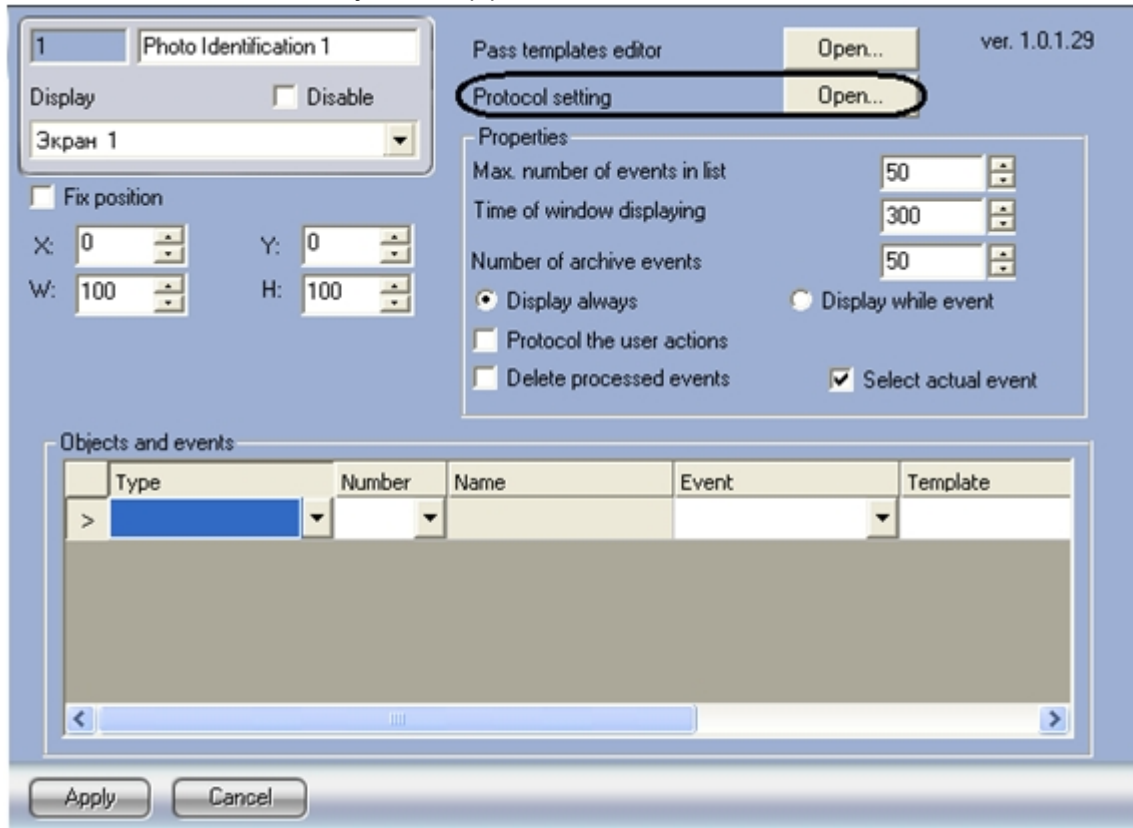 1 Photo Identification 1
Display Disable
Экран 1
Fix position
X: 0 Y: 0
W: 100 H: 100
Pass templates editor Open... ver. 1.0.1.29
Protocol setting Open...
Properties
Max. number of events in list 50
Time of window displaying 300
Number of archive events 50
Display always Display while event
Protocol the user actions
Delete processed events Select actual event
Objects and events
Type Number Name Event Template
>
Apply Cancel